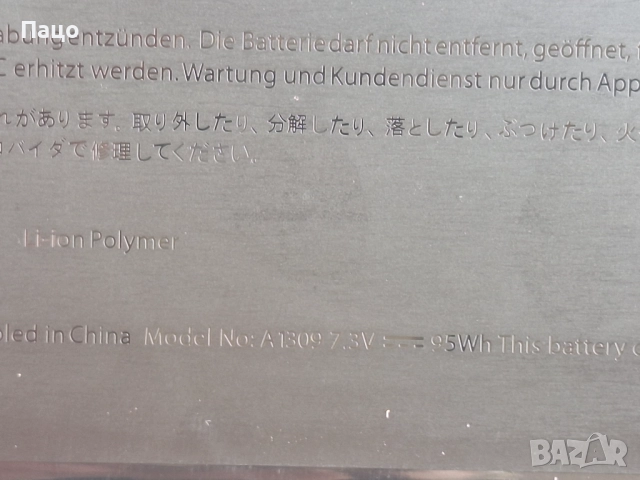 Пацо
abung entzünden. Die Batterie darf nicht entfernt, geöffnet,
C erhitzt werden. Wartung und Kundendienst nur durch App
れがあります。取り外したり、分解したり、落としたり、ぶつけたり、火
バイダで修理してください。
Li-ion Polymer
bled in China Model No: A1309 7.3V ⎓ 95Wh This battery
BAZAR